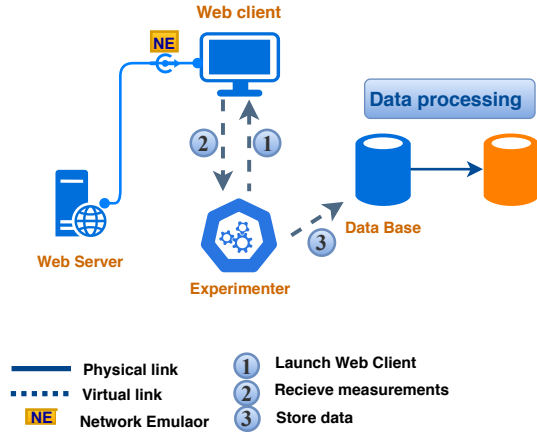 Web client
NE
Data processing
2
1
3
Data Base
Web Server
Experimenter
Physical link
1 Launch Web Client
Virtual link
2 Recieve measurements
NE Network Emulaor
3 Store data